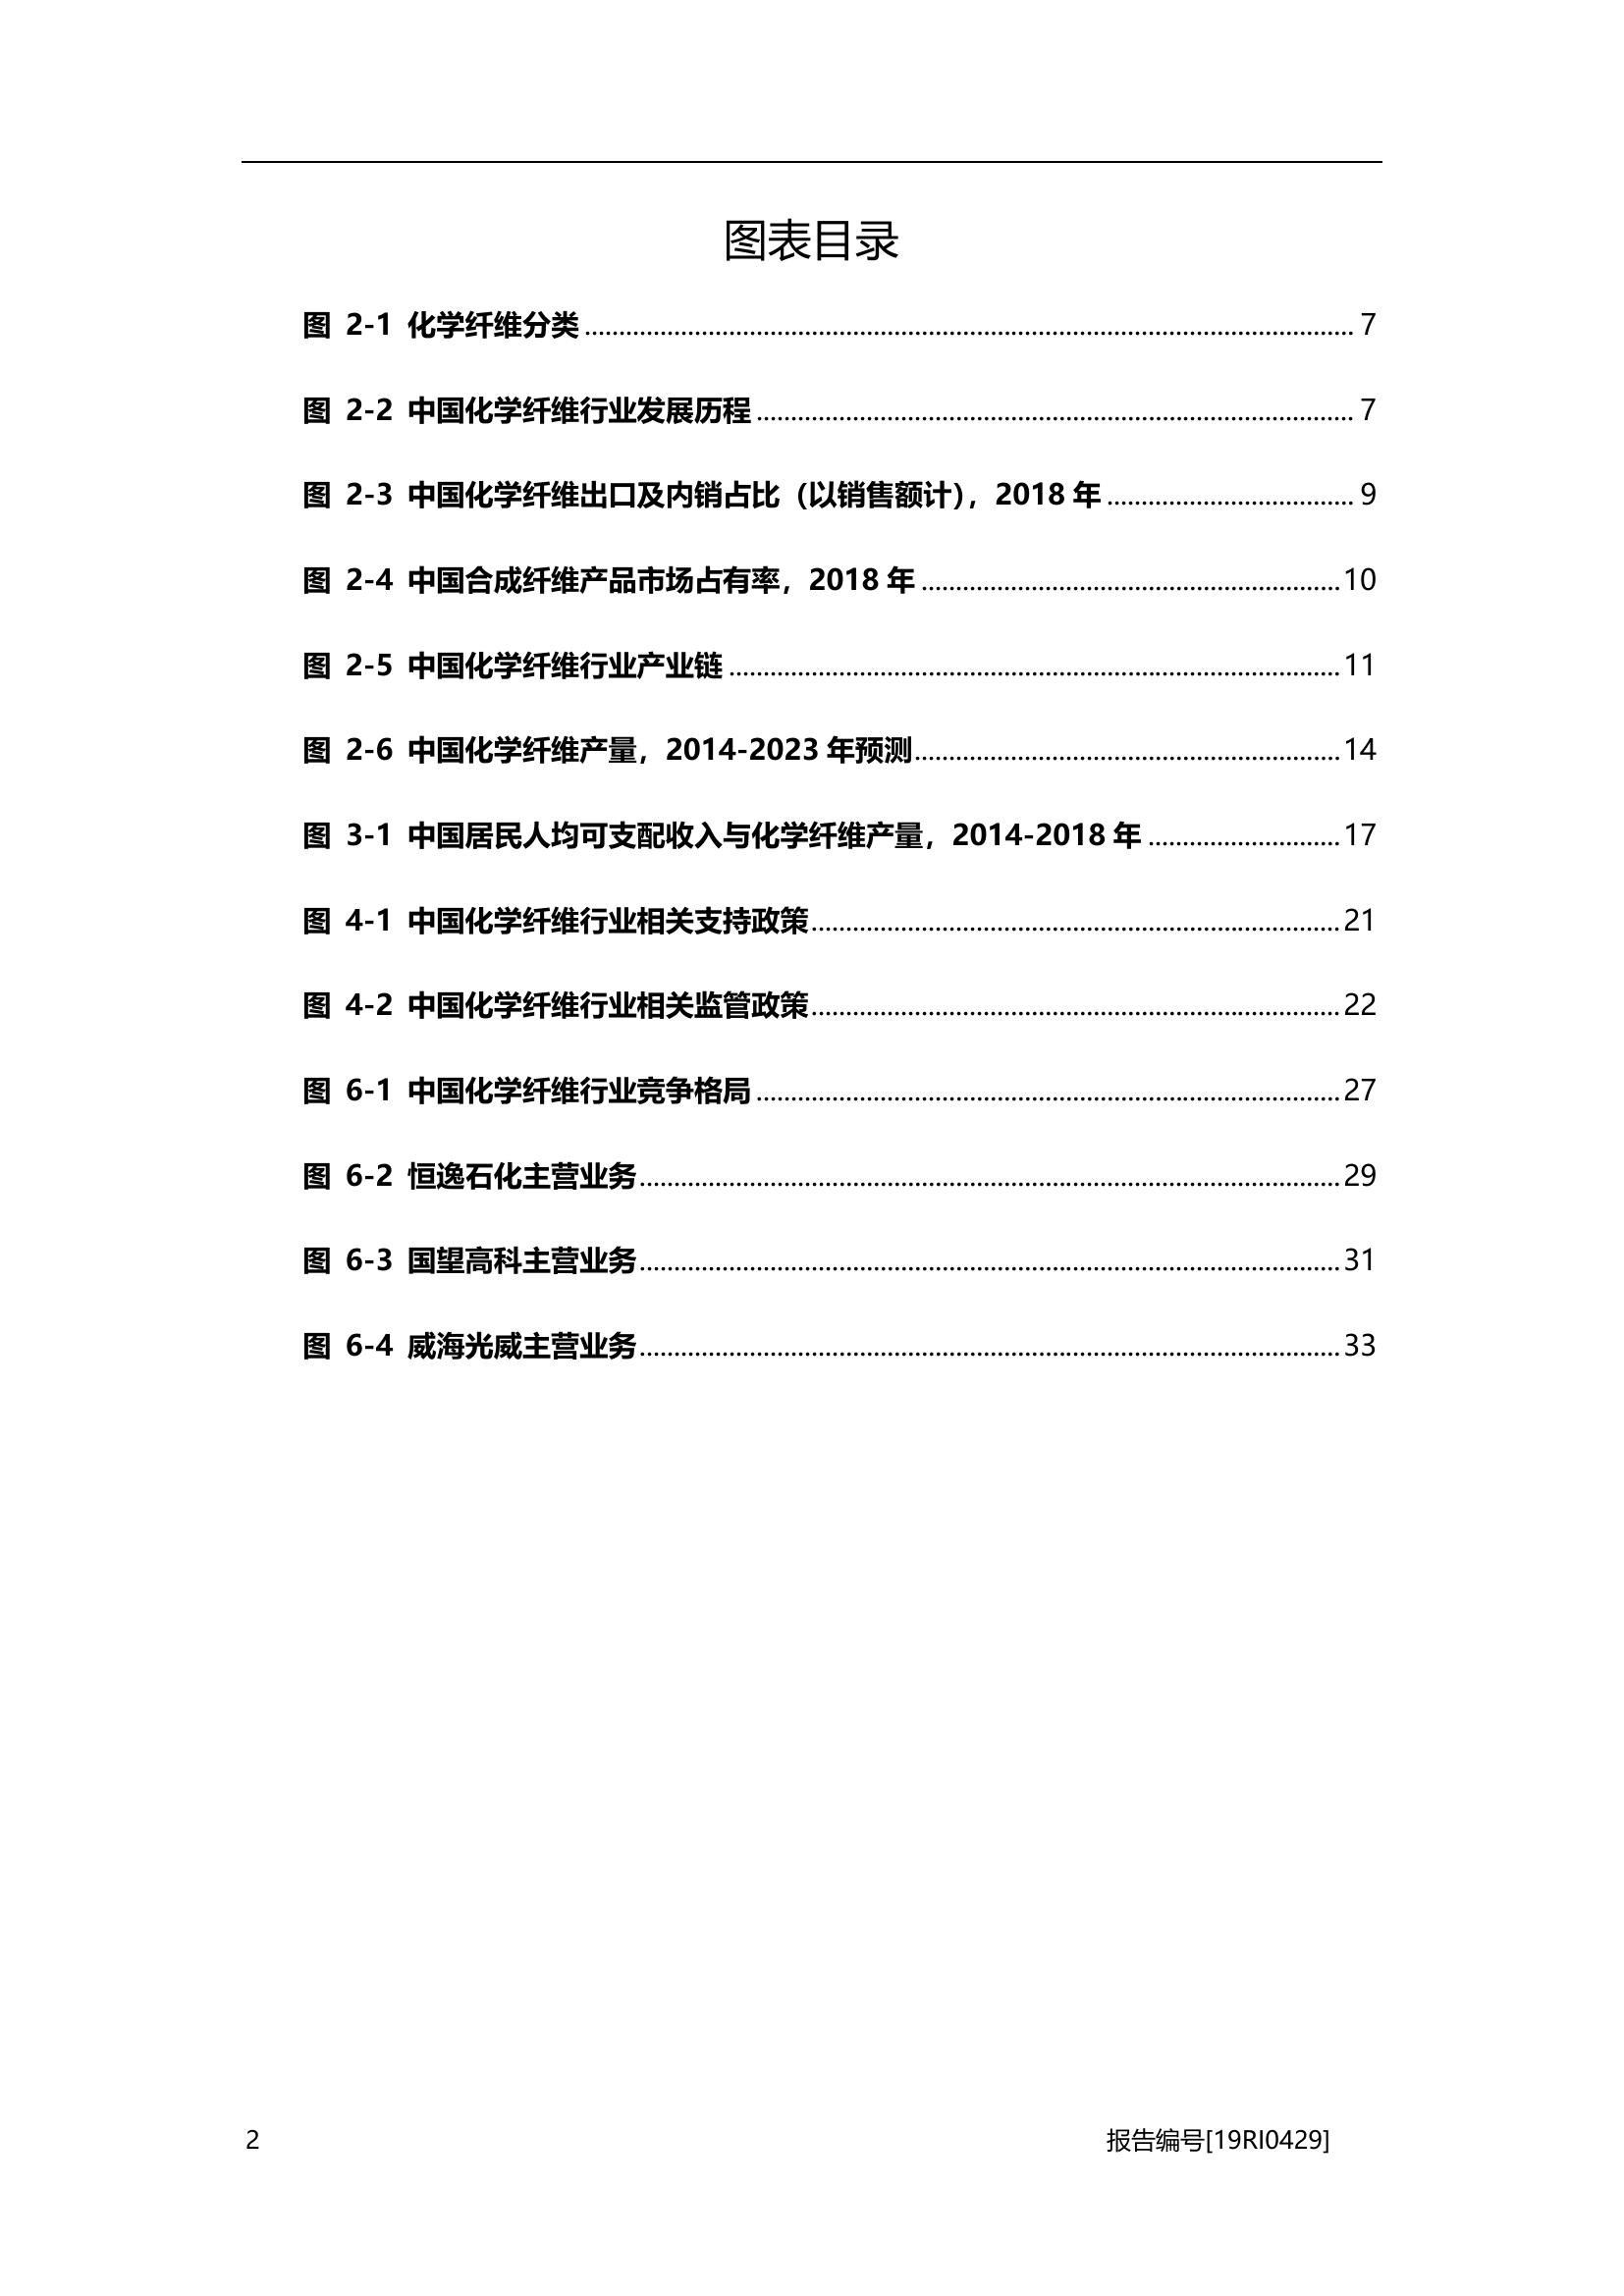 图表目录
图 2-1 化学纤维分类 ........ 7
图 2-2 中国化学纤维行业发展历程 ........ 7
图 2-3 中国化学纤维出口及内销占比（以销售额计），2018 年 ........ 9
图 2-4 中国合成纤维产品市场占有率，2018 年 ........ 10
图 2-5 中国化学纤维行业产业链 ........ 11
图 2-6 中国化学纤维产量，2014-2023 年预测 ........ 14
图 3-1 中国居民人均可支配收入与化学纤维产量，2014-2018 年 ........ 17
图 4-1 中国化学纤维行业相关支持政策 ........ 21
图 4-2 中国化学纤维行业相关监管政策 ........ 22
图 6-1 中国化学纤维行业竞争格局 ........ 27
图 6-2 恒逸石化主营业务 ........ 29
图 6-3 国望高科主营业务 ........ 31
图 6-4 威海光威主营业务 ........ 33
2 报告编号[19RI0429]